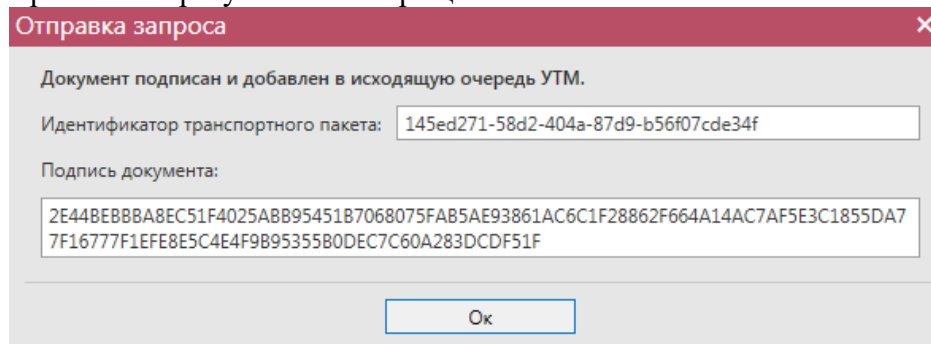 Отправка запроса
Документ подписан и добавлен в исходящую очередь УТМ.
Идентификатор транспортного пакета: 145ed271-58d2-404a-87d9-b56f07cde34f
Подпись документа:
2E44BEBBBA8EC51F4025ABB95451B7068075FAB5AE93861AC6C1F28862F664A14AC7AF5E3C1855DA7
7F16777F1EFE8E5C4E4F9B95355B0DEC7C60A283DCDF51F
Ок